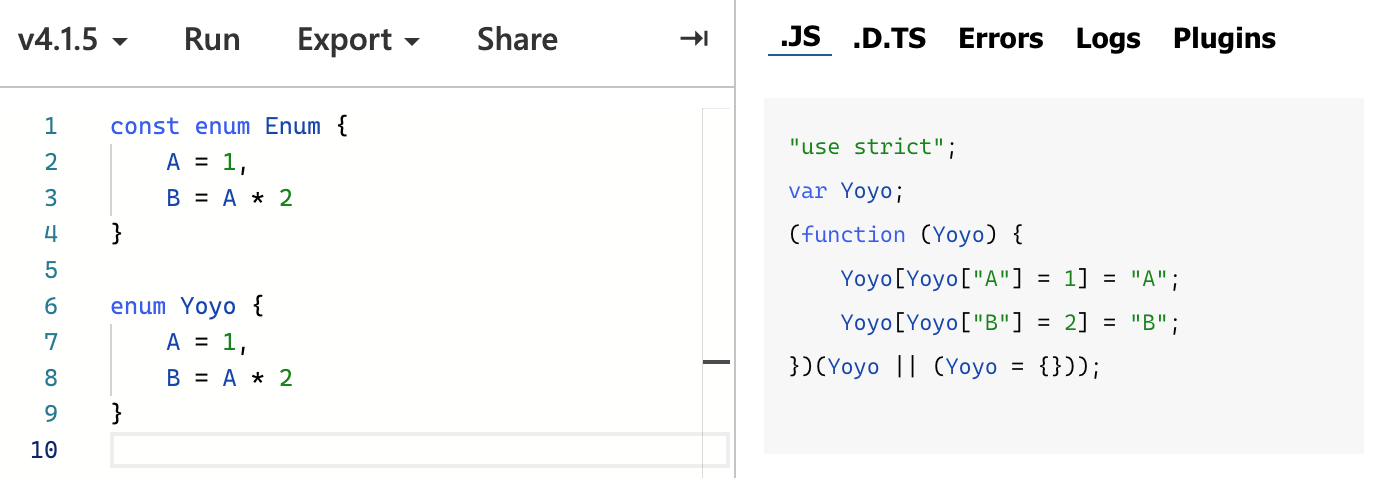 v4.1.5 Run Export Share
1 const enum Enum {
2 A = 1,
3 B = A * 2
4 }
5
6 enum Yoyo {
7 A = 1,
8 B = A * 2
9 }
10
.JS .D.TS Errors Logs Plugins
"use strict";
var Yoyo;
(function (Yoyo) {
    Yoyo[Yoyo["A"] = 1] = "A";
    Yoyo[Yoyo["B"] = 2] = "B";
})(Yoyo || (Yoyo = {}));